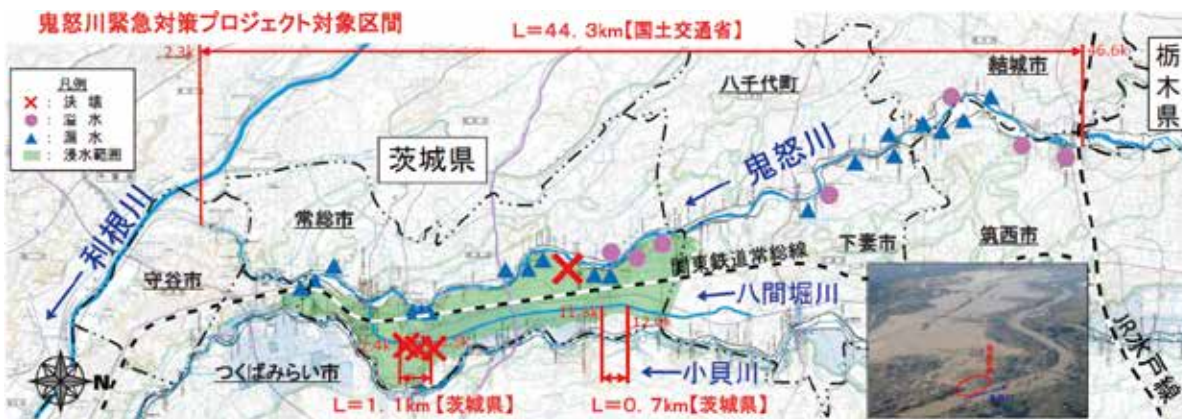 鬼怒川緊急対策プロジェクト対象区間
L=44.3km【国土交通省】
2.3k
46.6k
凡例
×:決壊
●:溢水
▲:漏水
:浸水範囲
八千代町
結城市
栃木県
茨城県
鬼怒川
常総市
利根川
守谷市
下妻市
筑西市
関東鉄道常総線
八間堀川
小貝川
つくばみらい市
JR水戸線
N
L=1.1km【茨城県】
L=0.7km【茨城県】